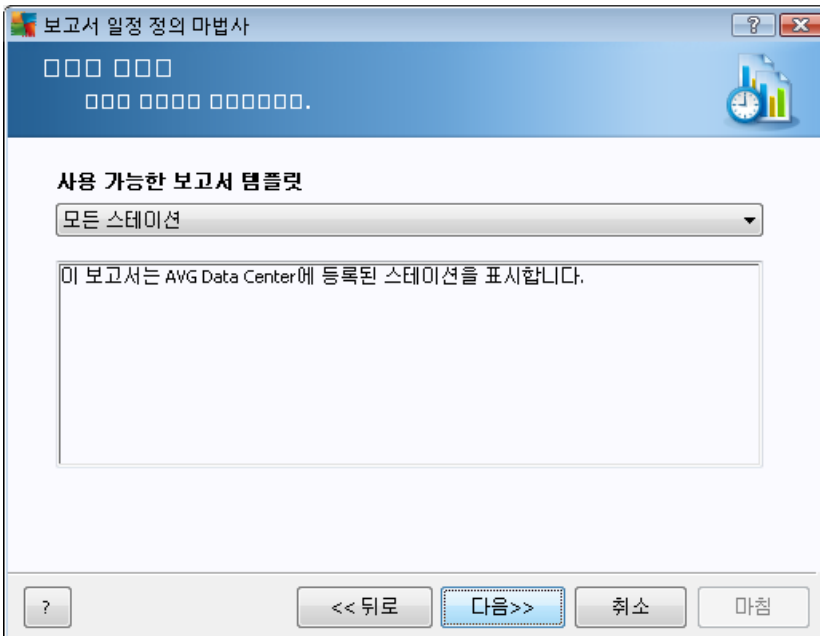 보고서 일정 정의 마법사
사용 가능한 보고서 템플릿
모든 스테이션
이 보고서는 AVG Data Center에 등록된 스테이션을 표시합니다.
?
<< 뒤로
다음>>
취소
마침